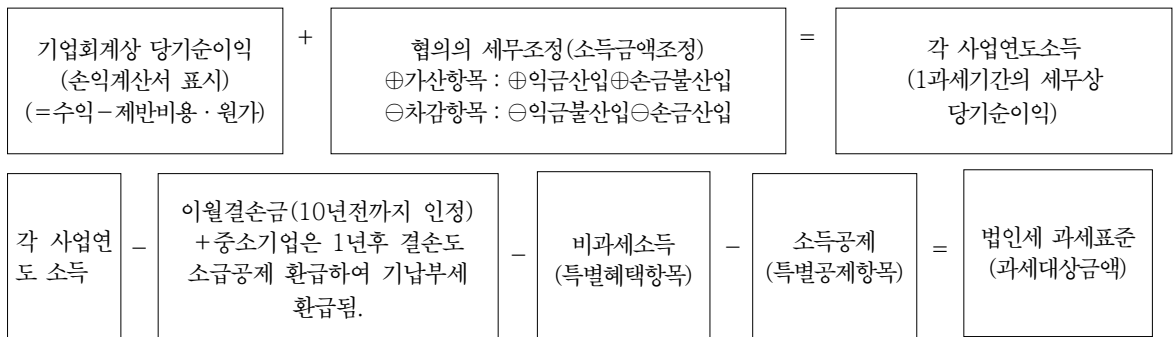 기업회계상 당기순이익
(손익계산서 표시)
(=수익-제반비용·원가)
+
협의의 세무조정(소득금액조정)
⊕가산항목 : ⊕익금산입⊕손금불산입
⊖차감항목 : ⊖익금불산입⊖손금산입
=
각 사업연도소득
(1과세기간의 세무상
당기순이익)
각 사업연
도 소득
-
이월결손금(10년전까지 인정)
+중소기업은 1년후 결손도
소급공제 환급하여 기납부세
환급됨.
-
비과세소득
(특별혜택항목)
-
소득공제
(특별공제항목)
=
법인세 과세표준
(과세대상금액)